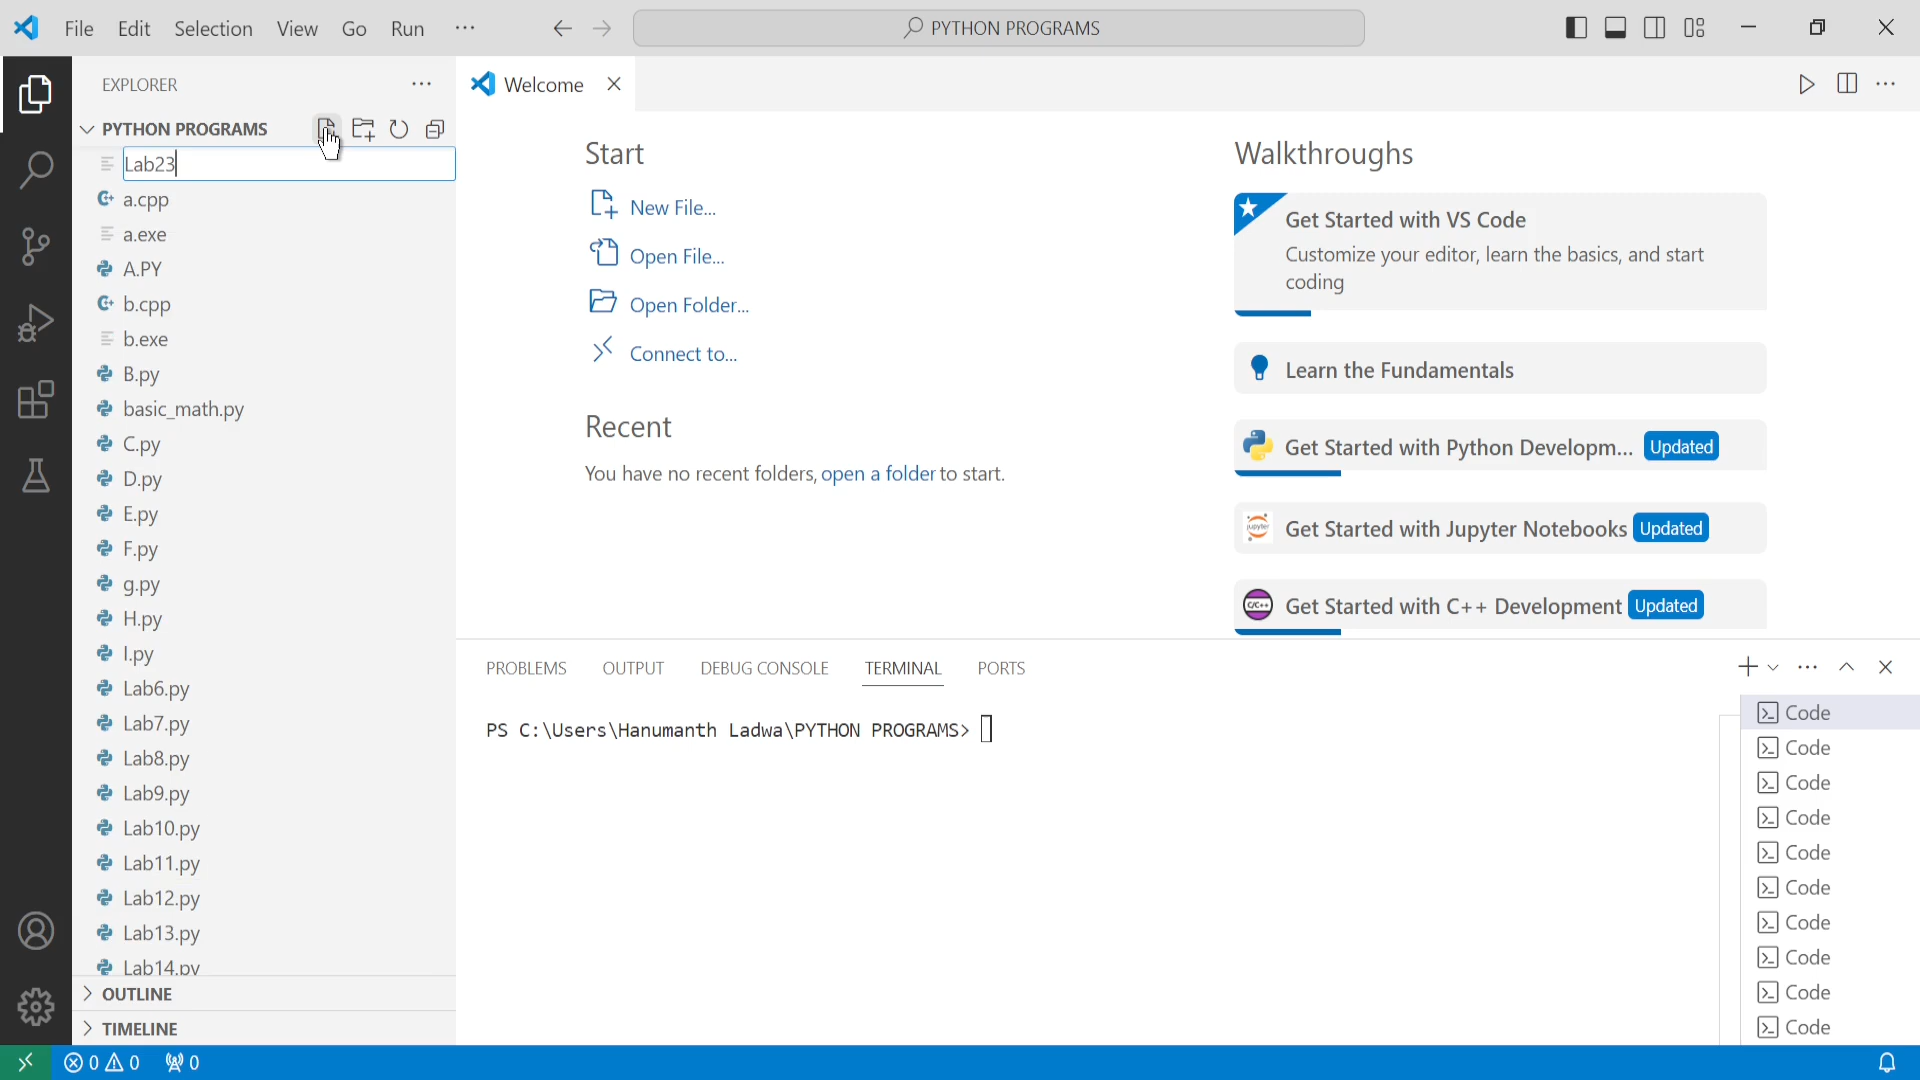 File Edit Selection View Go Run ...
PYTHON PROGRAMS
EXPLORER
PYTHON PROGRAMS
Lab23
a.cpp
a.exe
A.PY
b.cpp
b.exe
B.py
basic_math.py
C.py
D.py
E.py
F.py
g.py
H.py
I.py
Lab6.py
Lab7.py
Lab8.py
Lab9.py
Lab10.py
Lab11.py
Lab12.py
Lab13.py
Lab14.py
OUTLINE
TIMELINE
Welcome
Start
New File...
Open File...
Open Folder...
Connect to...
Recent
You have no recent folders, open a folder to start.
Walkthroughs
Get Started with VS Code
Customize your editor, learn the basics, and start
coding
Learn the Fundamentals
Get Started with Python Developm... Updated
jupyter
Get Started with Jupyter Notebooks Updated
C/C++
Get Started with C++ Development Updated
PROBLEMS OUTPUT DEBUG CONSOLE TERMINAL PORTS
PS C:\Users\Hanumanth Ladwa\PYTHON PROGRAMS>
Code
Code
Code
Code
Code
Code
Code
Code
Code
Code
0 0 0